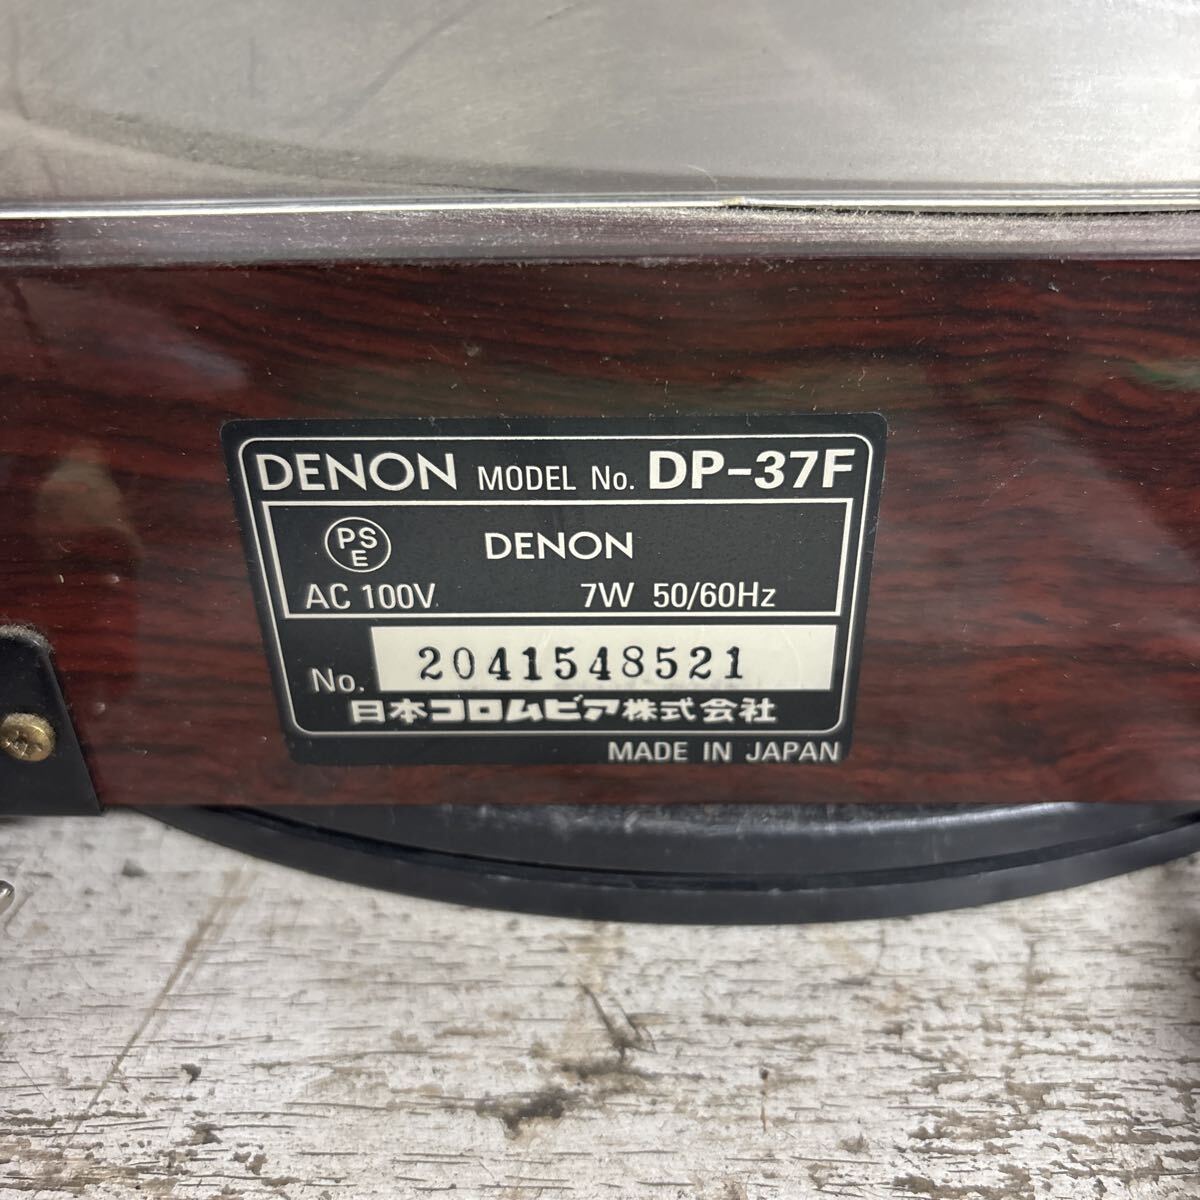 DENON MODEL No. DP-37F
PSE DENON
AC 100V 7W 50/60Hz
No. 2041548521
日本コロムビア株式会社
MADE IN JAPAN